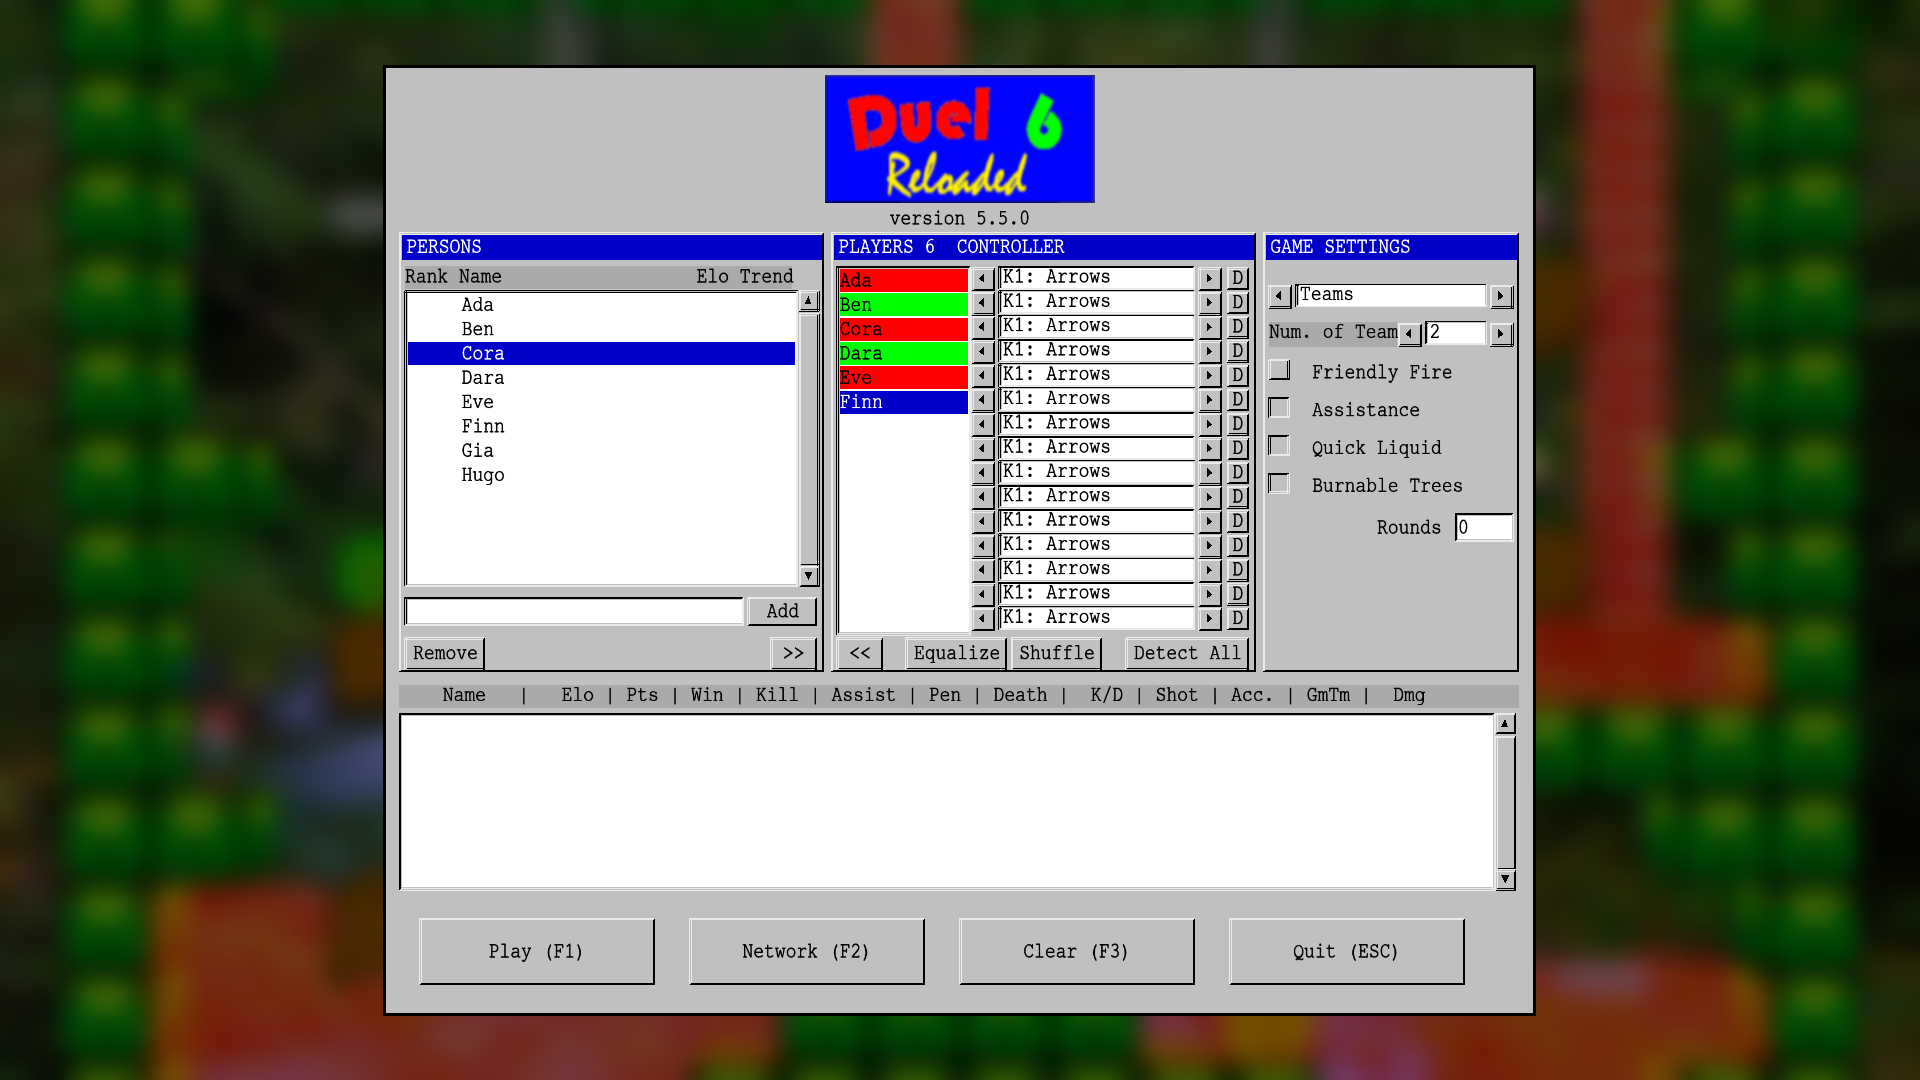 Duel 6
Reloaded
version 5.5.0
PERSONS
Rank Name Elo Trend
Ada
Ben
Cora
Dara
Eve
Finn
Gia
Hugo
Add
Remove >>
PLAYERS 6 CONTROLLER
Ada K1: Arrows D
Ben K1: Arrows D
Cora K1: Arrows D
Dara K1: Arrows D
Eve K1: Arrows D
Finn K1: Arrows D
K1: Arrows D
K1: Arrows D
K1: Arrows D
K1: Arrows D
K1: Arrows D
K1: Arrows D
K1: Arrows D
K1: Arrows D
K1: Arrows D
<< Equalize Shuffle Detect All
GAME SETTINGS
Teams
Num. of Team 2
Friendly Fire
Assistance
Quick Liquid
Burnable Trees
Rounds 0
Name | Elo | Pts | Win | Kill | Assist | Pen | Death | K/D | Shot | Acc. | GmTm | Dmg
Play (F1) Network (F2) Clear (F3) Quit (ESC)